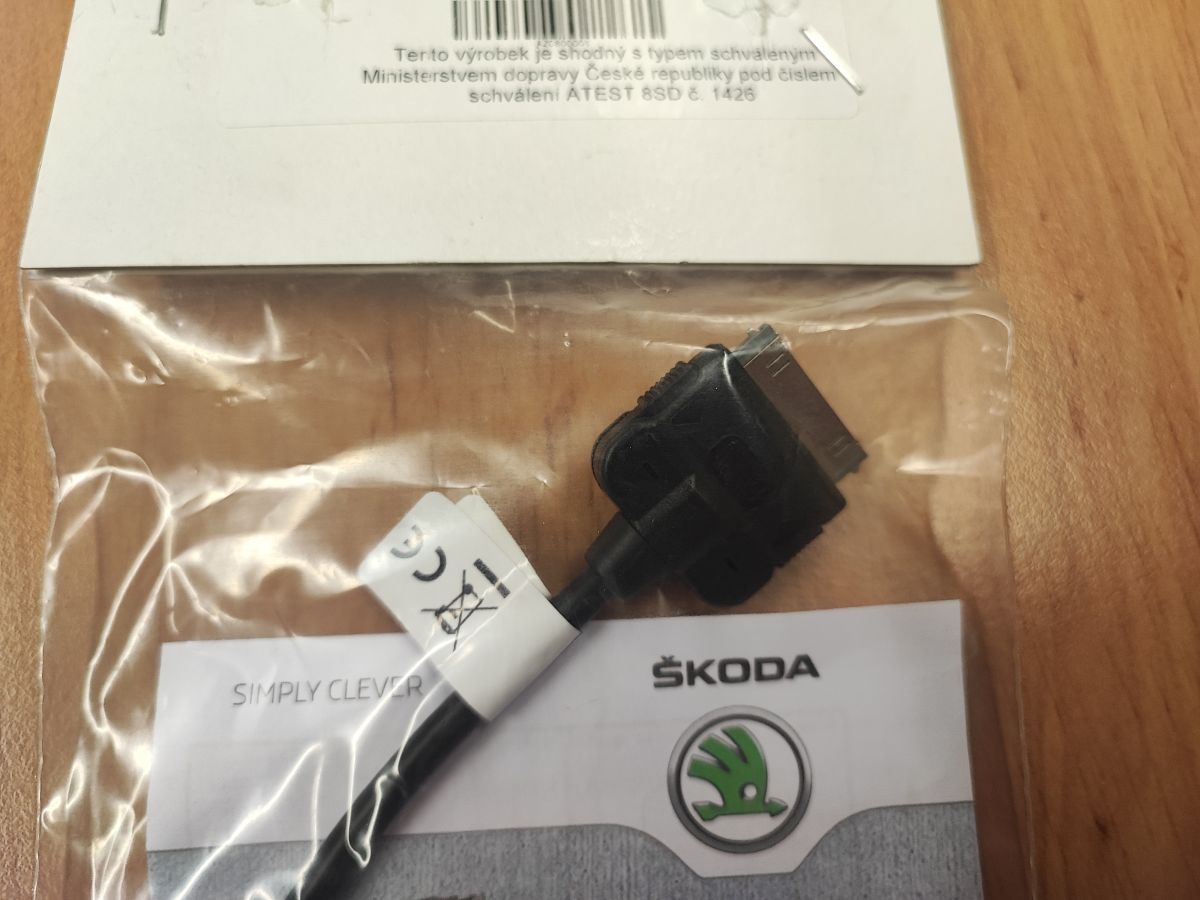 Tento výrobek je shodný s typem schváleným
Ministerstvem dopravy České republiky pod číslem
schválení ATEST 8SD č. 1426
CE
SIMPLY CLEVER
ŠKODA